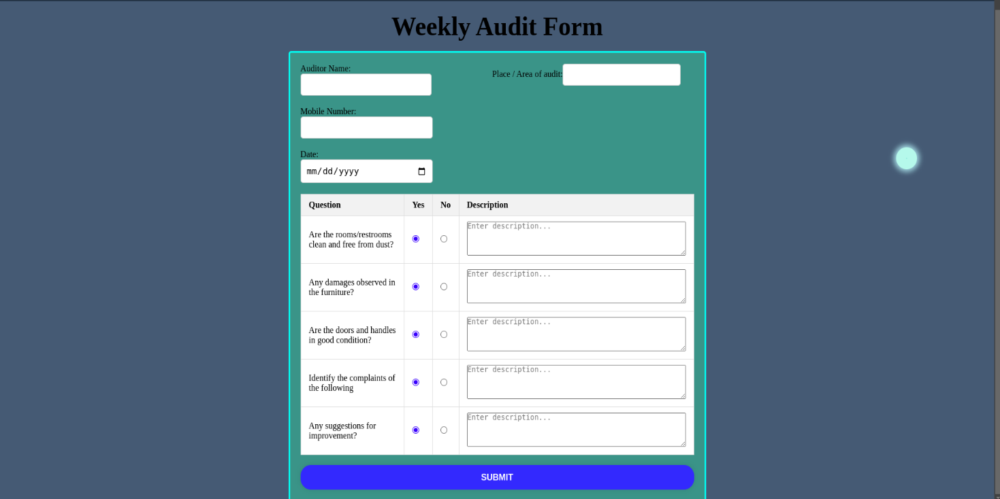 Weekly Audit Form
Auditor Name:
Place / Area of audit:
Mobile Number:
Date:
mm/dd/yyyy
Question Yes No Description
Are the rooms/restrooms
clean and free from dust?
Enter description...
Any damages observed in
the furniture?
Enter description...
Are the doors and handles
in good condition?
Enter description...
Identify the complaints of
the following
Enter description...
Any suggestions for
improvement?
Enter description...
SUBMIT